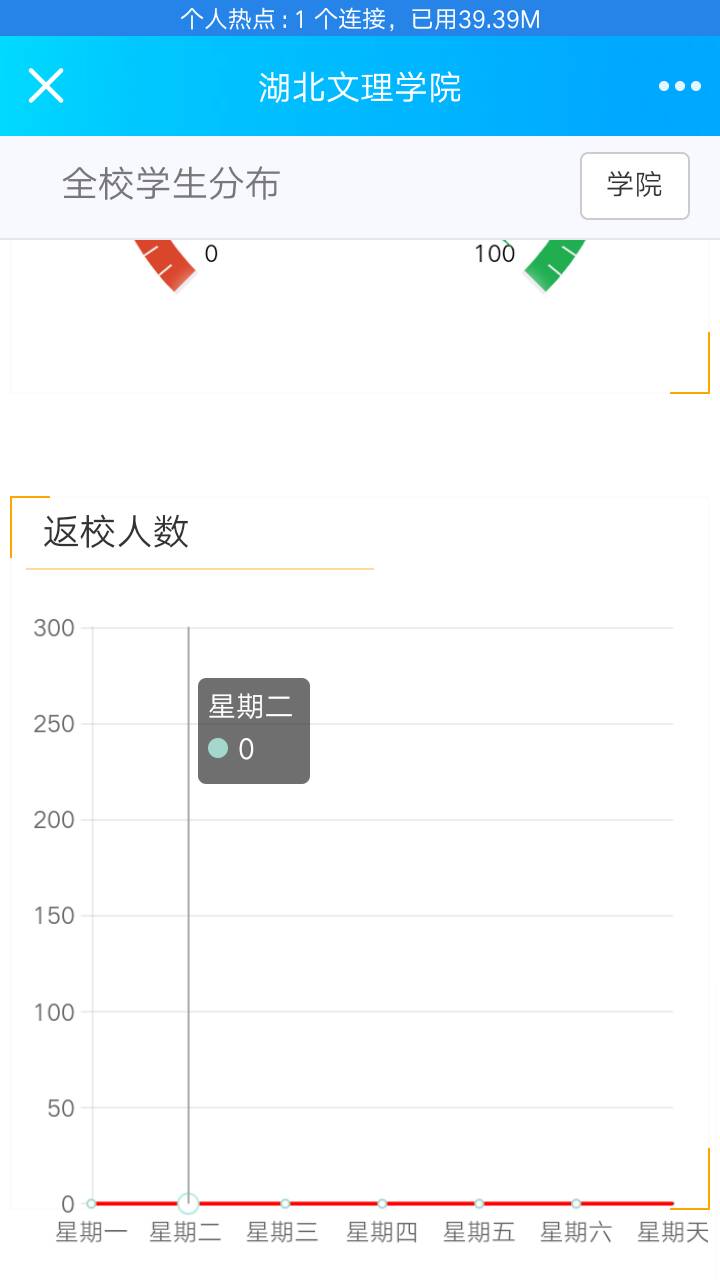 个人热点:1 个连接，已用39.39M
湖北文理学院
全校学生分布
学院
0
100
返校人数
300
250
200
150
100
50
0
星期二
0
星期一 星期二 星期三 星期四 星期五 星期六 星期天